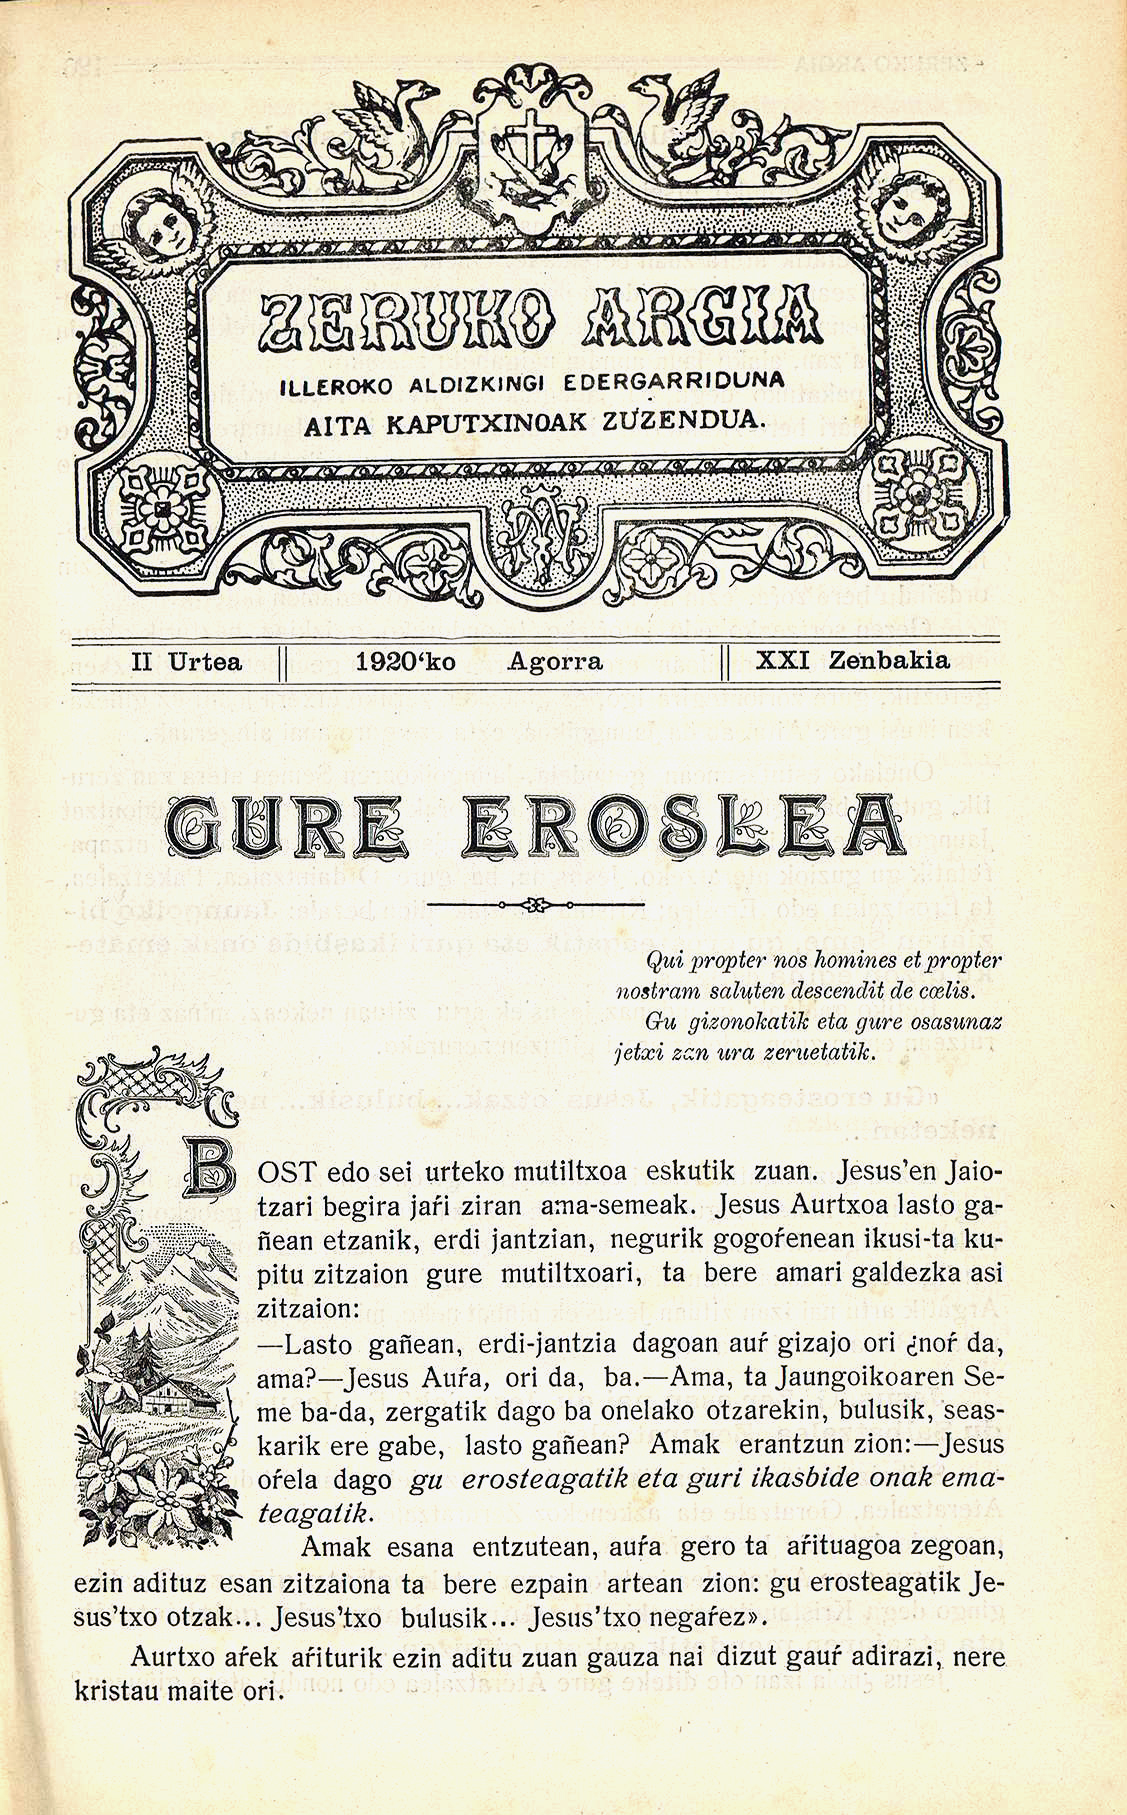 ZERUKO ARGIA
ILLEROKO ALDIZKINGI EDERGARRIDUNA
AITA KAPUTXINOAK ZUZENDUA.
II Urtea
1920‘ko Agorra
XXI Zenbakia
GURE EROSLEA
Qui propter nos homines et propter
nostram saluten descendit de cœlis.
Gu gizonokatik eta gure osasunaz
jetxi zan ura zeruetatik.
BOST edo sei urteko mutiltxoa eskutik zuan. Jesus’en Jaio-
tzari begira jaŕi ziran ama-semeak. Jesus Aurtxoa lasto ga-
ñean etzanik, erdi jantzian, negurik gogoŕenean ikusi-ta ku-
pitu zitzaion gure mutiltxoari, ta bere amari galdezka asi
zitzaion:
—Lasto gañean, erdi-jantzia dagoan auŕ gizajo ori ¿noŕ da,
ama?—Jesus Auŕa, ori da, ba.—Ama, ta Jaungoikoaren Se-
me ba-da, zergatik dago ba onelako otzarekin, bulusik, seas-
karik ere gabe, lasto gañean? Amak erantzun zion:—Jesus
oŕela dago gu erosteagatik eta guri ikasbide onak ema-
teagatik.
Amak esana entzutean, auŕa gero ta aŕituagoa zegoan,
ezin adituz esan zitzaiona ta bere ezpain artean zion: gu erosteagatik Je-
sus’txo otzak... Jesus’txo bulusik... Jesus’txo negaŕez».
Aurtxo aŕek aŕiturik ezin aditu zuan gauza nai dizut gauŕ adirazi, nere
kristau maite ori.